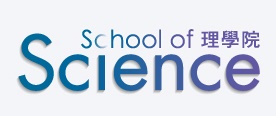 School of 理學院
Science